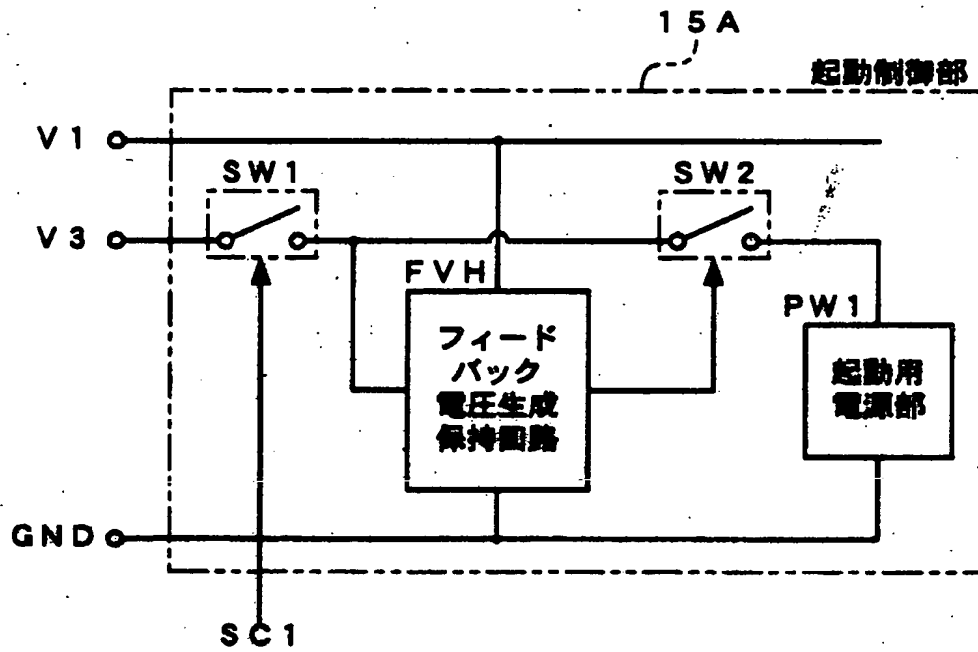 15A
起動制御部
V1
SW1
SW2
V3
FVH
フィード
バック
電圧生成
保持回路
PW1
起動用
電源部
GND
SC1